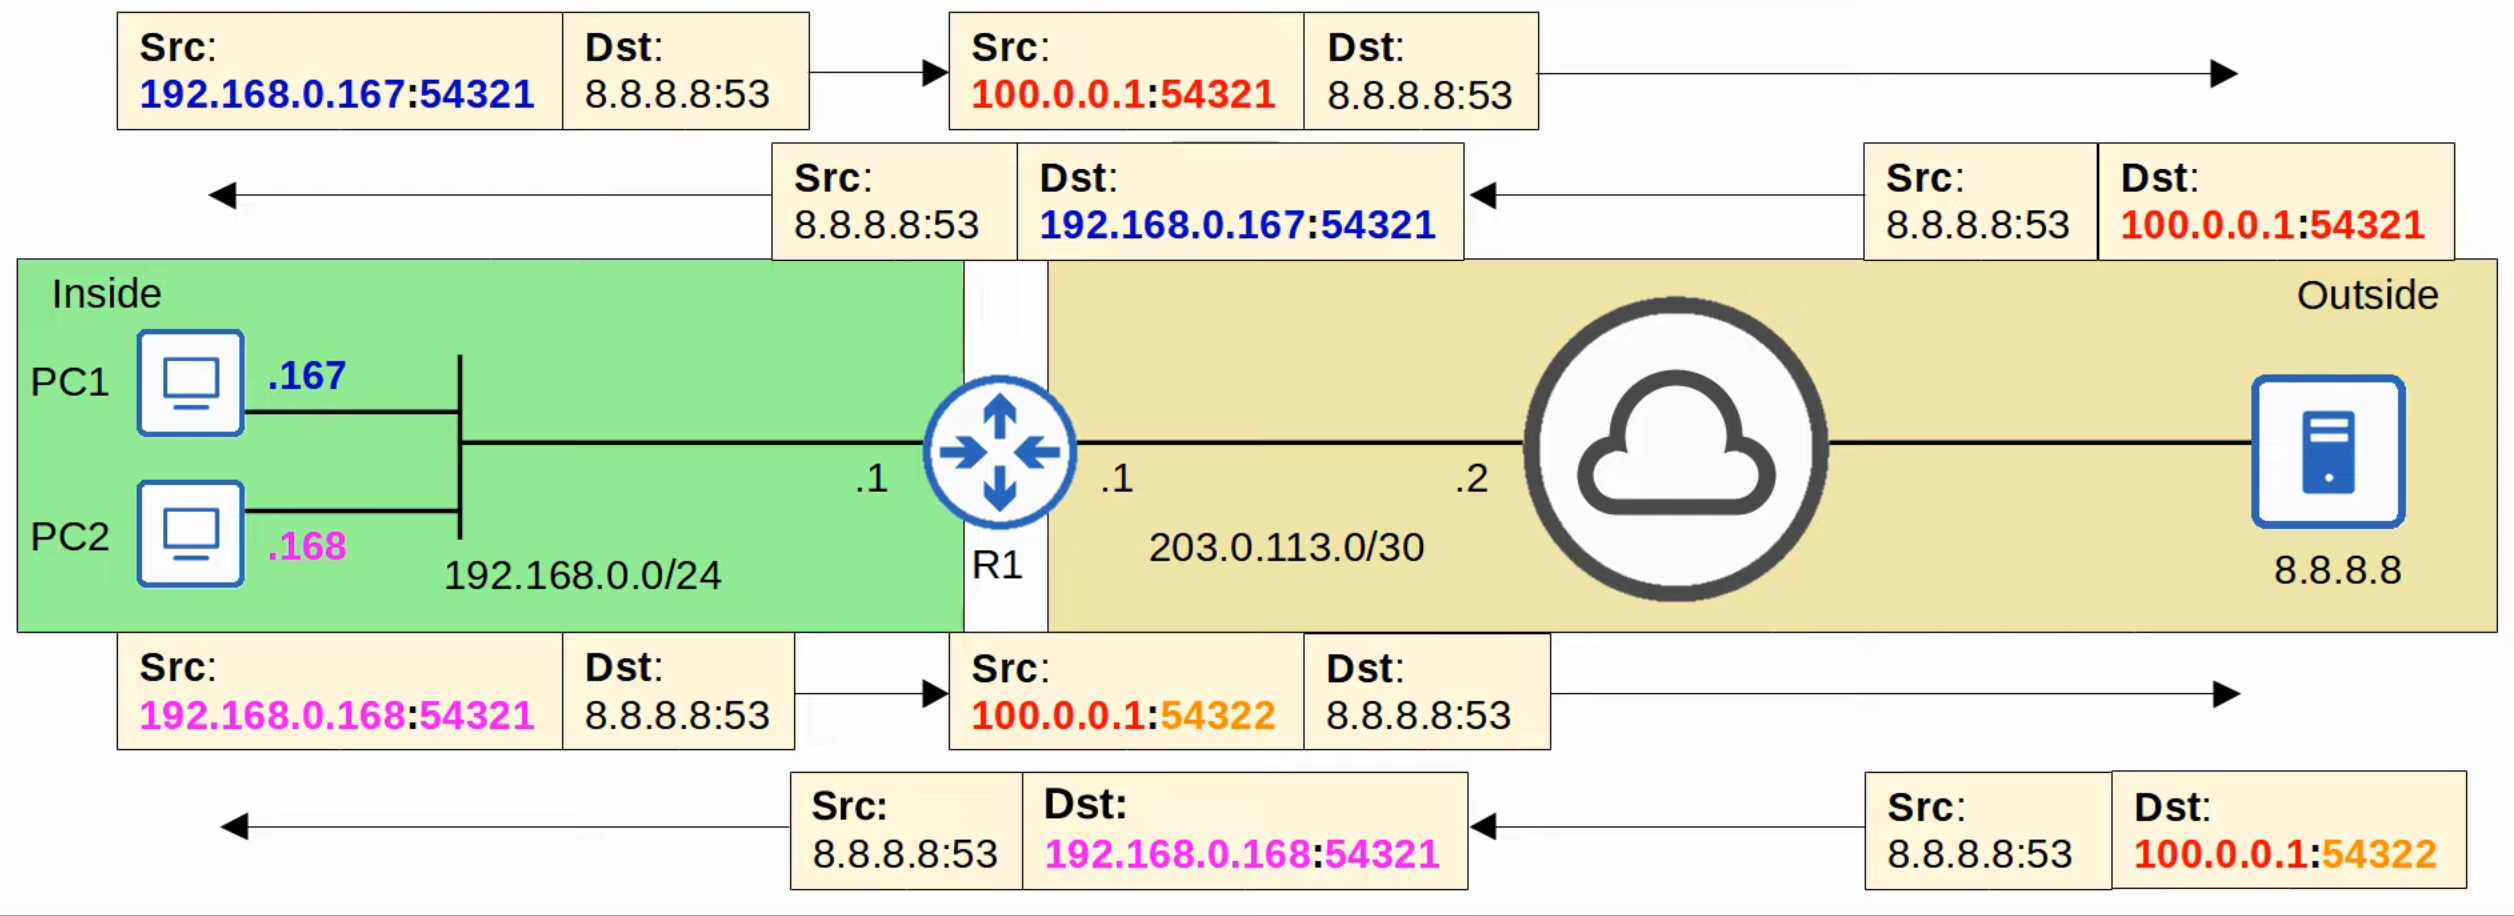 Src:
192.168.0.167:54321
Dst:
8.8.8.8:53
Src:
100.0.0.1:54321
Dst:
8.8.8.8:53
Src:
8.8.8.8:53
Dst:
192.168.0.167:54321
Src:
8.8.8.8:53
Dst:
100.0.0.1:54321
Inside
Outside
PC1
.167
PC2
.168
192.168.0.0/24
.1
R1
.1
.2
203.0.113.0/30
8.8.8.8
Src:
192.168.0.168:54321
Dst:
8.8.8.8:53
Src:
100.0.0.1:54322
Dst:
8.8.8.8:53
Src:
8.8.8.8:53
Dst:
192.168.0.168:54321
Src:
8.8.8.8:53
Dst:
100.0.0.1:54322